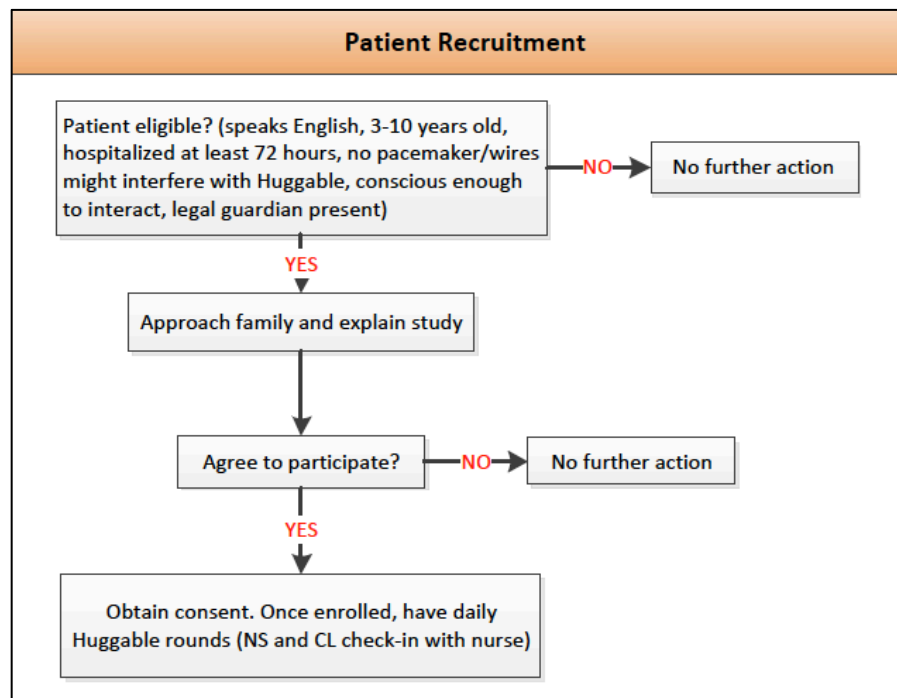 Patient Recruitment
Patient eligible? (speaks English, 3-10 years old,
hospitalized at least 72 hours, no pacemaker/wires
might interfere with Huggable, conscious enough
to interact, legal guardian present)
NO
No further action
YES
Approach family and explain study
Agree to participate?
NO
No further action
YES
Obtain consent. Once enrolled, have daily
Huggable rounds (NS and CL check-in with nurse)